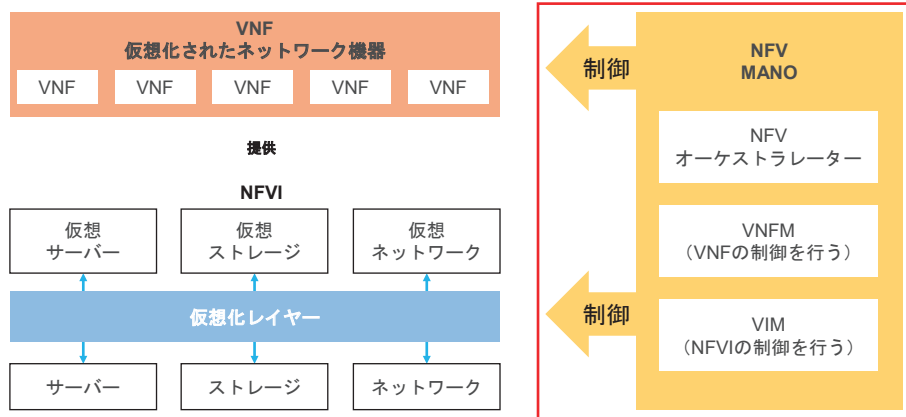 VNF
仮想化されたネットワーク機器
VNF
VNF
VNF
VNF
VNF
提供
NFVI
仮想
サーバー
仮想
ストレージ
仮想
ネットワーク
仮想化レイヤー
サーバー
ストレージ
ネットワーク
制御
制御
NFV
MANO
NFV
オーケストラレーター
VNFM
（VNFの制御を行う）
VIM
（NFVIの制御を行う）